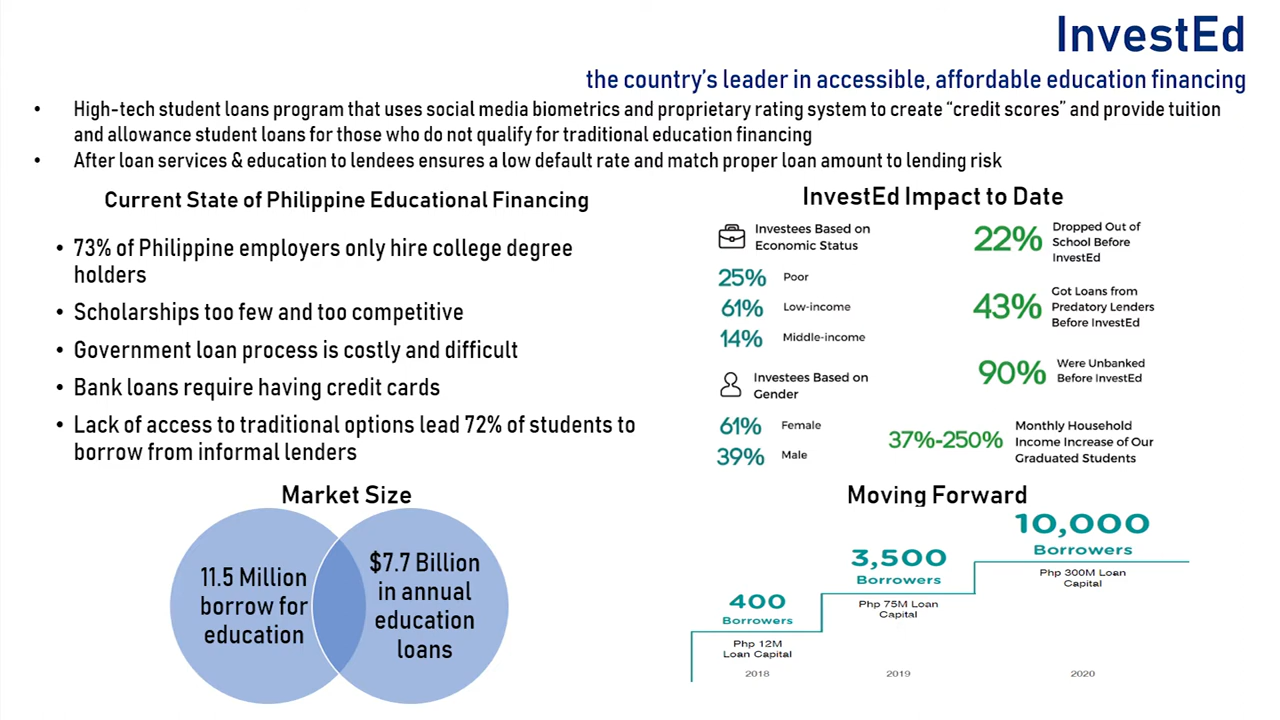 InvestEd
the country's leader in accessible, affordable education financing
• High-tech student loans program that uses social media biometrics and proprietary rating system to create “credit scores” and provide tuition
and allowance student loans for those who do not qualify for traditional education financing
• After loan services & education to lendees ensures a low default rate and match proper loan amount to lending risk
Current State of Philippine Educational Financing
• 73% of Philippine employers only hire college degree
holders
• Scholarships too few and too competitive
• Government loan process is costly and difficult
• Bank loans require having credit cards
• Lack of access to traditional options lead 72% of students to
borrow from informal lenders
InvestEd Impact to Date
Investees Based on
Economic Status
25% Poor
61% Low-income
14% Middle-income
Investees Based on
Gender
61% Female
39% Male
22% Dropped Out of
School Before
InvestEd
43% Got Loans from
Predatory Lenders
Before InvestEd
90% Were Unbanked
Before InvestEd
37%-250% Monthly Household
Income Increase of Our
Graduated Students
Market Size
11.5 Million
borrow for
education
$7.7 Billion
in annual
education
loans
Moving Forward
400
Borrowers
Php 12M
Loan Capital
2018
3,500
Borrowers
Php 75M Loan
Capital
2019
10,000
Borrowers
Php 300M Loan
Capital
2020